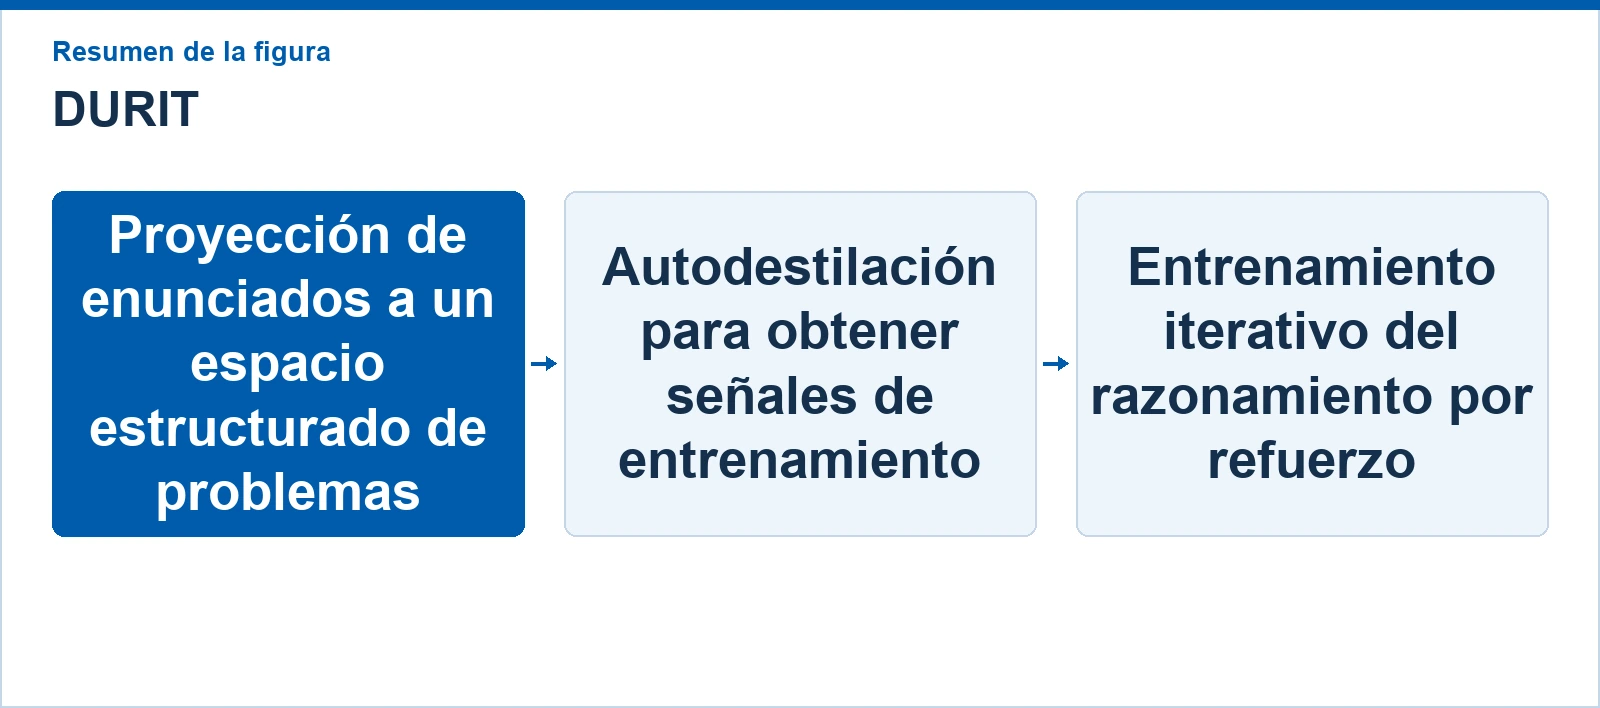 Resumen de la figura
DURIT
Proyección de
enunciados a un
espacio
estructurado de
problemas
Autodestilación
para obtener
señales de
entrenamiento
Entrenamiento
iterativo del
razonamiento por
refuerzo